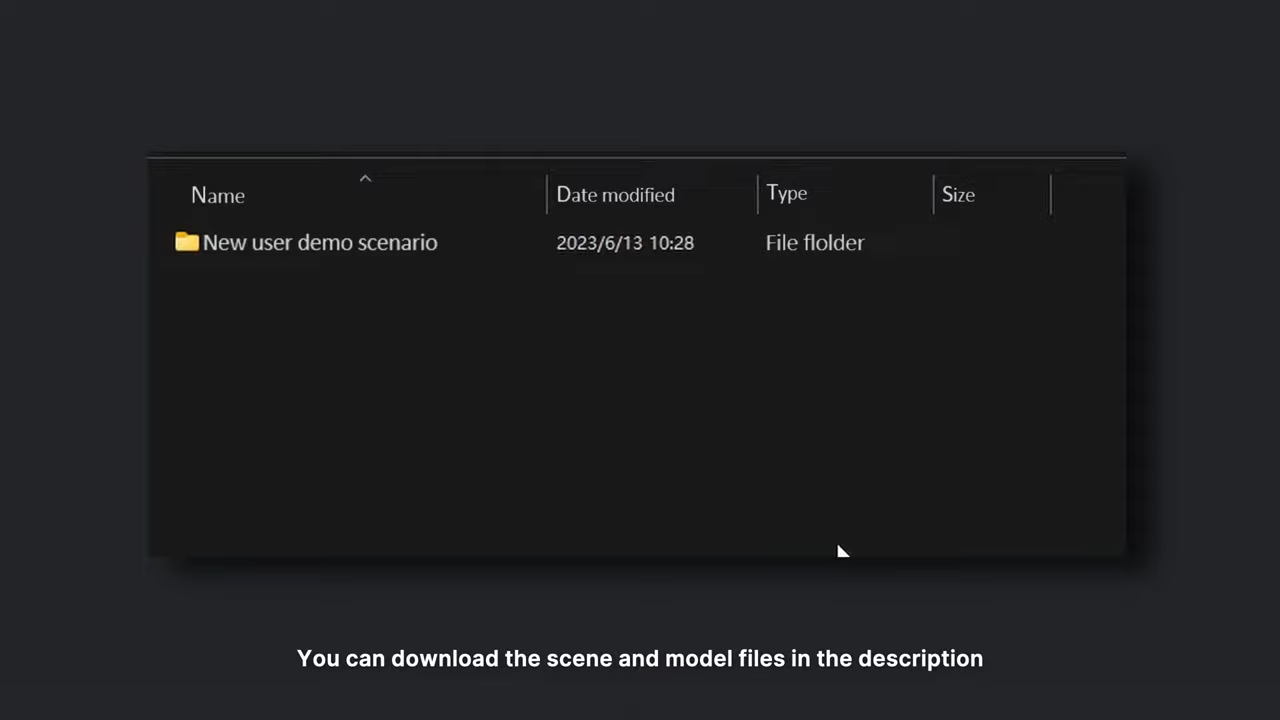 Name Date modified Type Size
New user demo scenario 2023/6/13 10:28 File flolder
You can download the scene and model files in the description